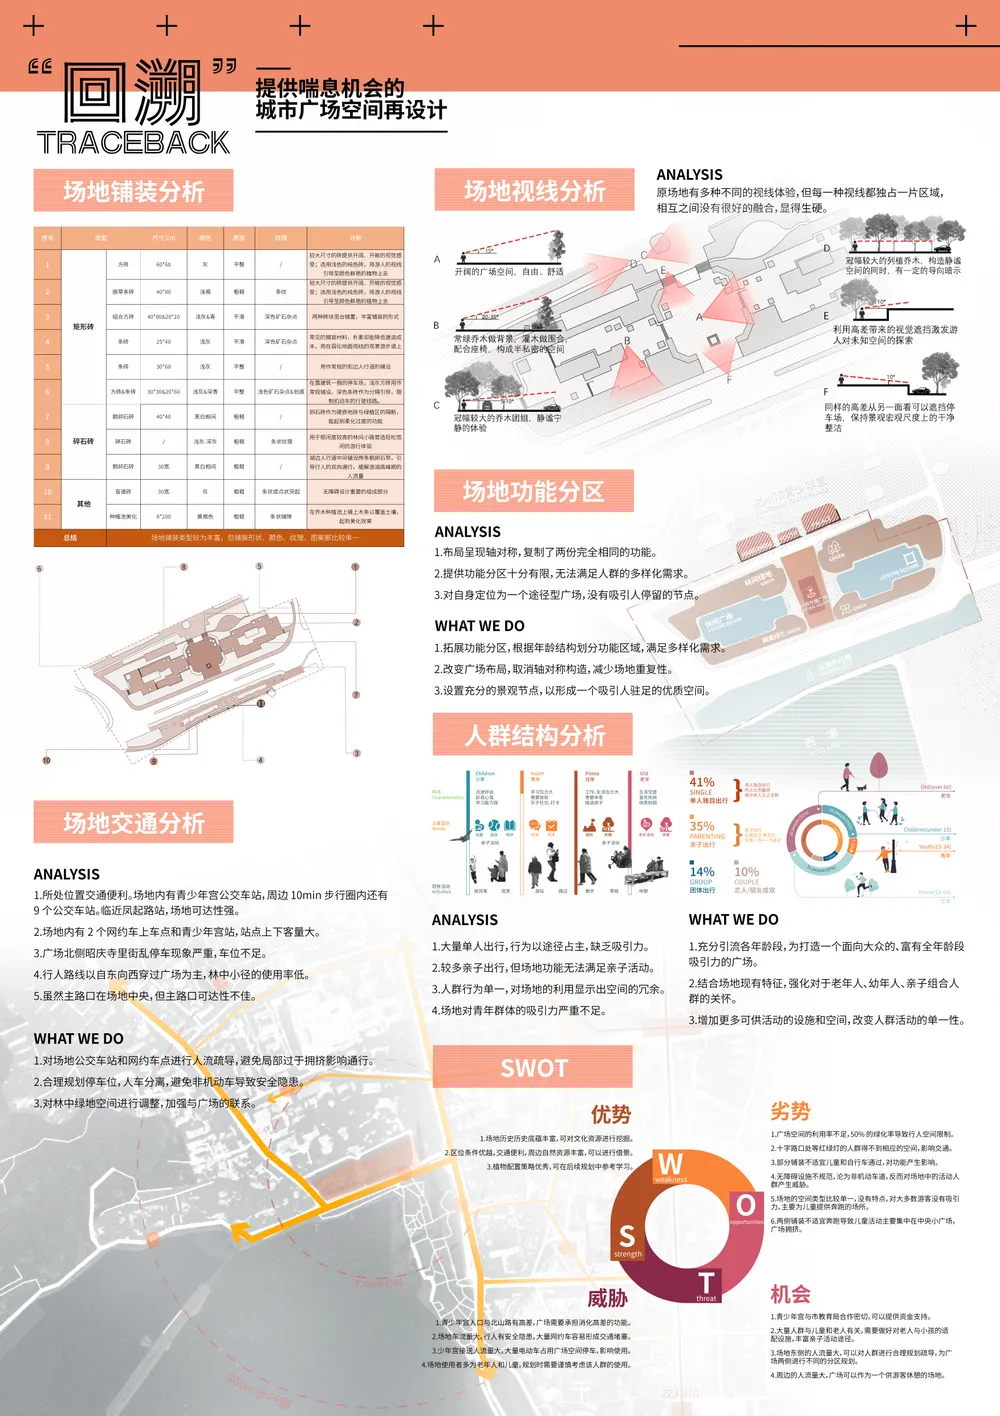 “回溯”
TRACEBACK
提供喘息机会的
城市广场空间再设计
场地铺装分析
序号 类型 尺寸/cm 颜色 质感 纹理 分析
矩形砖
碎石砖
其他
1 方砖 60*60 灰 平整 /
2 40*80 浅褐 粗糙 条纹
3 组合方砖 40*80&20*20 浅灰&青 平滑 深色矿石杂点 两种砖块混合铺置，丰富铺装的形式
4 条砖 25*40 浅灰 平滑 深色矿石杂点
5 条砖 30*60 浅灰 平整 / 用作常规的街边人行道的铺设
6 方砖&条砖 30*30&20*60 浅灰&深青 平整
7 鹅卵石砖 40*40 黑白相间 粗糙 /
8 碎石砖 / 浅灰-深灰 粗糙 条状纹理
9 鹅卵石砖 30宽 黑白相间 粗糙 /
10 盲道砖 30宽 灰 粗糙 条状或点状突起 无障碍设计重要的组成部分
11 种植池美化 8*200 黄褐色 粗糙 条状缝隙
总结 场地铺装类型较为丰富，但铺装形状、颜色、纹理、图案都比较单一
6 8 5 1
2
7
11
10 9 4 3
场地交通分析
ANALYSIS
1.所处位置交通便利。场地内有青少年宫公交车站，周边 10min 步行圈内还有
9 个公交车站。临近凤起路站，场地可达性强。
2.场地内有 2 个网约车上车点和青少年宫站，站点上下客量大。
3.广场北侧昭庆寺里街乱停车现象严重，车位不足。
4.行人路线以自东向西穿过广场为主，林中小径的使用率低。
5.虽然主路口在场地中央，但主路口可达性不佳。
WHAT WE DO
1.对场地公交车站和网约车点进行人流疏导，避免局部过于拥挤影响通行。
2.合理规划停车位，人车分离，避免非机动车导致安全隐患。
3.对林中绿地空间进行调整，加强与广场的联系。
场地视线分析
ANALYSIS
原场地有多种不同的视线体验，但每一种视线都独占一片区域，
相互之间没有很好的融合，显得生硬。
A
开阔的广场空间，自由、舒适
B
常绿乔木做背景，灌木做围合，
配合座椅，构成半私密的空间
C
冠幅较大的乔木团组，静谧宁
静的体验
D
冠幅较大的列植乔木，构造静谧
空间的同时，有一定的导向暗示
E
利用高差带来的视觉遮挡激发游
人对未知空间的探索
F
同样的高差从另一面看可以遮挡停
车场，保持景观宏观尺度上的干净
整洁
场地功能分区
ANALYSIS
1.布局呈现轴对称，复制了两份完全相同的功能。
2.提供功能分区十分有限，无法满足人群的多样化需求。
3.对自身定位为一个途径型广场，没有吸引人停留的节点。
WHAT WE DO
1.拓展功能分区，根据年龄结构划分功能区域，满足多样化需求。
2.改变广场布局，取消轴对称构造，减少场地重复性。
3.设置充分的景观节点，以形成一个吸引人驻足的优质空间。
人群结构分析
Children
少年
Youth
青年
Prime
壮年
Old
老年
41%
SINGLE
单人独自出行
35%
PARENTING
亲子出行
14%
GROUP
团体出行
10%
COUPLE
恋人/朋友成双
Old(over 60)
老年
Children(under 15)
少年
Youth(15-24)
青年
ANALYSIS
1.大量单人出行，行为以途径占主，缺乏吸引力。
2.较多亲子出行，但场地功能无法满足亲子活动。
3.人群行为单一，对场地的利用显示出空间的冗余。
4.场地对青年群体的吸引力严重不足。
WHAT WE DO
1.充分引流各年龄段，为打造一个面向大众的、富有全年龄段
吸引力的广场。
2.结合场地现有特征，强化对于老年人、幼年人、亲子组合人
群的关怀。
3.增加更多可供活动的设施和空间，改变人群活动的单一性。
SWOT
优势
1.场地历史历史底蕴丰富，可对文化资源进行挖掘。
2.区位条件优越，交通便利，周边自然资源丰富，可以进行借景。
3.植物配置策略优秀，可在后续规划中参考学习。
劣势
1.广场空间的利用率不足，50% 的绿化率导致行人空间限制。
2.十字路口处等红绿灯的人群得不到相应的空间，影响交通。
3.部分铺装不适宜儿童和自行车通过，对功能产生影响。
4.无障碍设施不规范，沦为非机动车道，反而对场地中的活动人
群产生威胁。
5.场地的空间类型比较单一，没有特点，对大多数游客没有吸引
力，主要为儿童提供奔跑的场所。
6.两侧铺装不适宜奔跑导致儿童活动主要集中在中央小广场，
广场拥挤。
W
weakness
O
opportunities
S
strength
T
threat
威胁
1.青少年宫入口与北山路有高差，广场需要承担消化高差的功能。
2.场地车流量大，行人有安全隐患，大量网约车容易形成交通堵塞。
3.少年宫接送人流量大，大量电动车占用广场空间停车，影响使用。
4.场地使用者多为老年人和儿童，规划时需要谨慎考虑该人群的使用。
机会
1.青少年宫与市教育局合作密切，可以提供资金支持。
2.大量人群与儿童和老人有关，需要做好对老人与小孩的适
配设施，丰富亲子活动途径。
3.场地东侧的人流量大，可以对人群进行合理规划疏导，为广
场两侧进行不同的分区规划。
4.周边的人流量大，广场可以作为一个供游客休憩的场地。